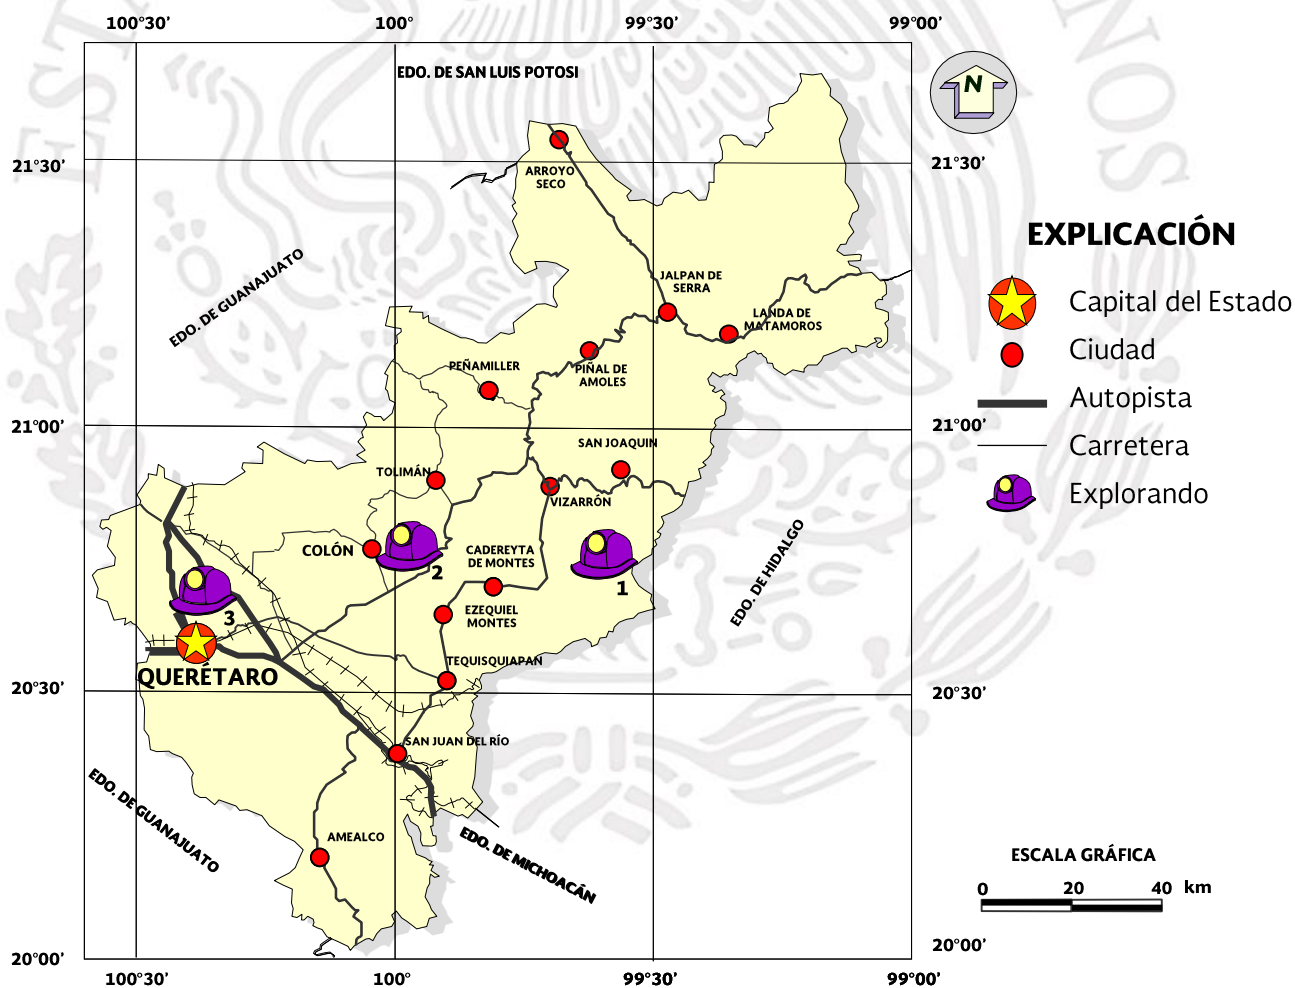 100°30'
100°
99°30'
99°00'
EDO. DE SAN LUIS POTOSI
N
21°30'
21°30'
ARROYO
SECO
EDO. DE GUANAJUATO
JALPAN DE
SERRA
LANDA DE
MATAMOROS
PEÑAMILLER
PIÑAL DE
AMOLES
EXPLICACIÓN
Capital del Estado
Ciudad
Autopista
Carretera
Explorando
21°00'
21°00'
SAN JOAQUIN
TOLIMÁN
VIZARRÓN
COLÓN
2
CADEREYTA
DE MONTES
1
EDO. DE HIDALGO
3
EZEQUIEL
MONTES
QUERÉTARO
TEQUISQUIAPAN
20°30'
20°30'
SAN JUAN DEL RÍO
EDO. DE GUANAJUATO
AMEALCO
EDO. DE MICHOACÁN
ESCALA GRÁFICA
0 20 40 km
20°00'
20°00'
100°30'
100°
99°30'
99°00'
EST
NOS